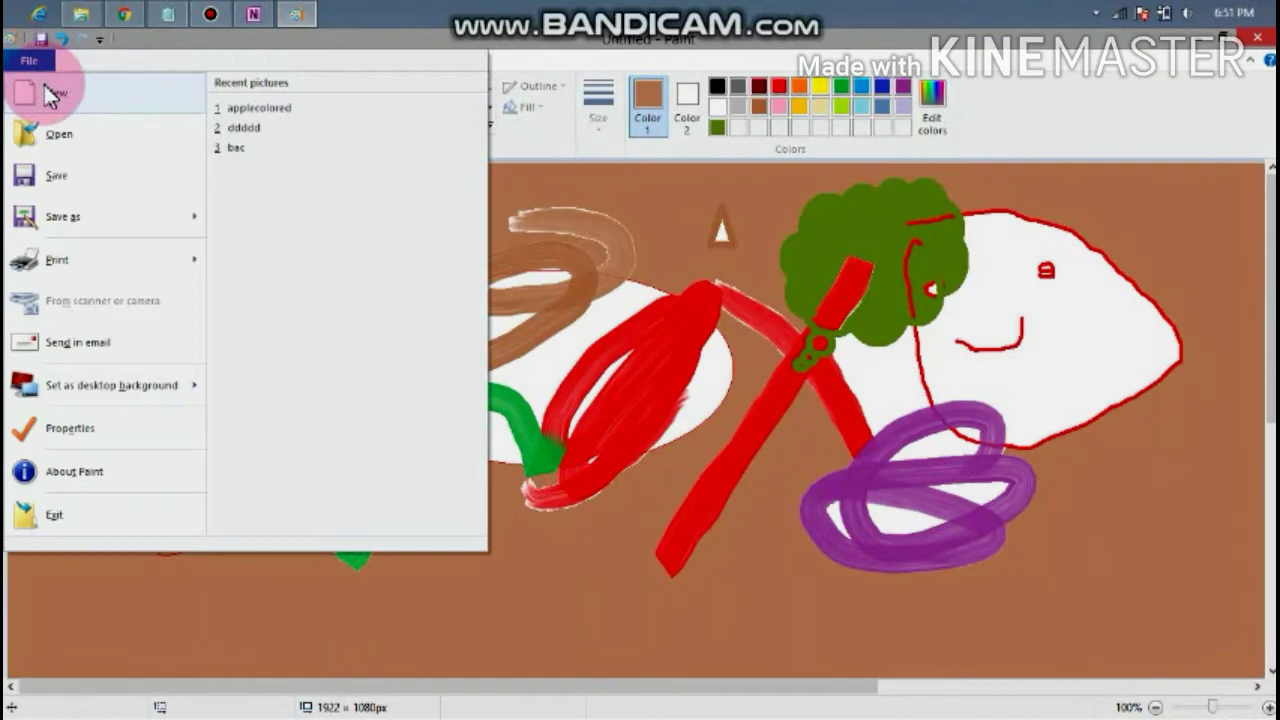 6:51 PM
www.BANDICAM.com
Untitled - Paint
Made with KINEMASTER
File
Open
Save
Save as
Print
From scanner or camera
Send in email
Set as desktop background
Properties
About Paint
Exit
Recent pictures
1 applecolored
2 ddddd
3 bac
Outline
Fill
Size
Color 1
Color 2
Edit colors
Colors
A
a
1922 × 1080px
100%